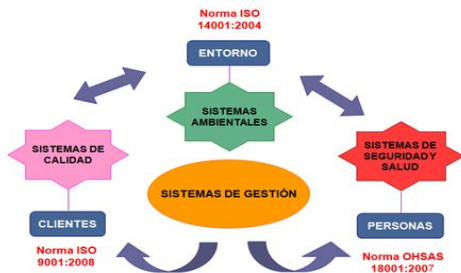 Norma ISO
14001:2004
ENTORNO
SISTEMAS
AMBIENTALES
SISTEMAS DE
CALIDAD
SISTEMAS DE
SEGURIDAD Y
SALUD
SISTEMAS DE GESTIÓN
CLIENTES
PERSONAS
Norma ISO
9001:2008
Norma OHSAS
18001:2007